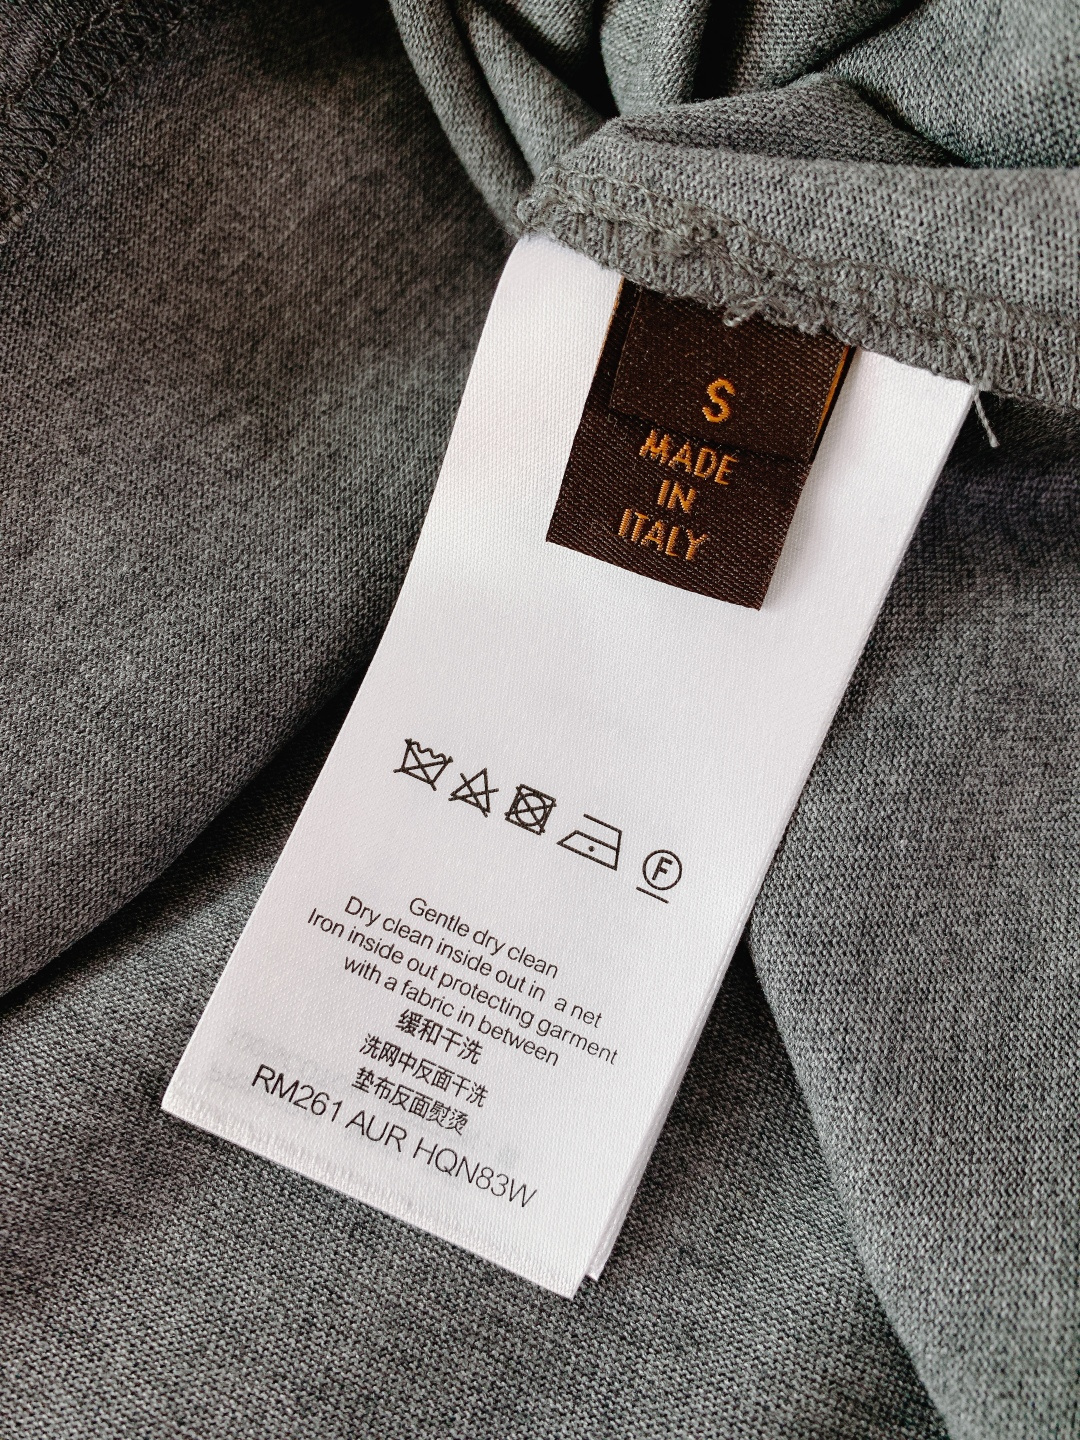 S
MADE
IN
ITALY
F
Gentle dry clean
Dry clean inside out in a net
Iron inside out protecting garment
with a fabric in between
缓和干洗
洗网中反面干洗
垫布反面熨烫
RM261 AUR HQN83W